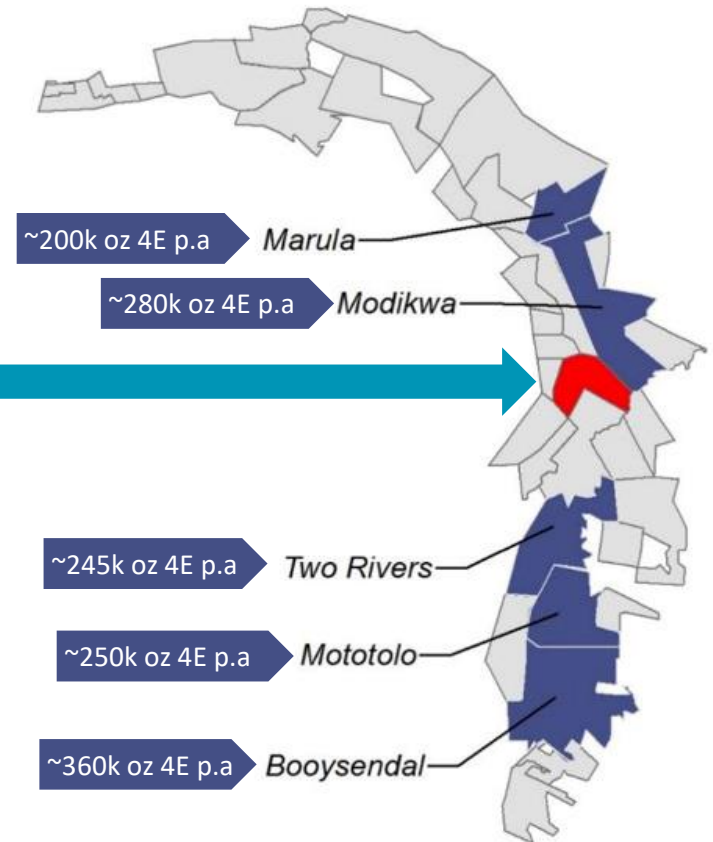 ~200k oz 4E p.a Marula
~280k oz 4E p.a Modikwa
~245k oz 4E p.a Two Rivers
~250k oz 4E p.a Mototolo
~360k oz 4E p.a Booysendal